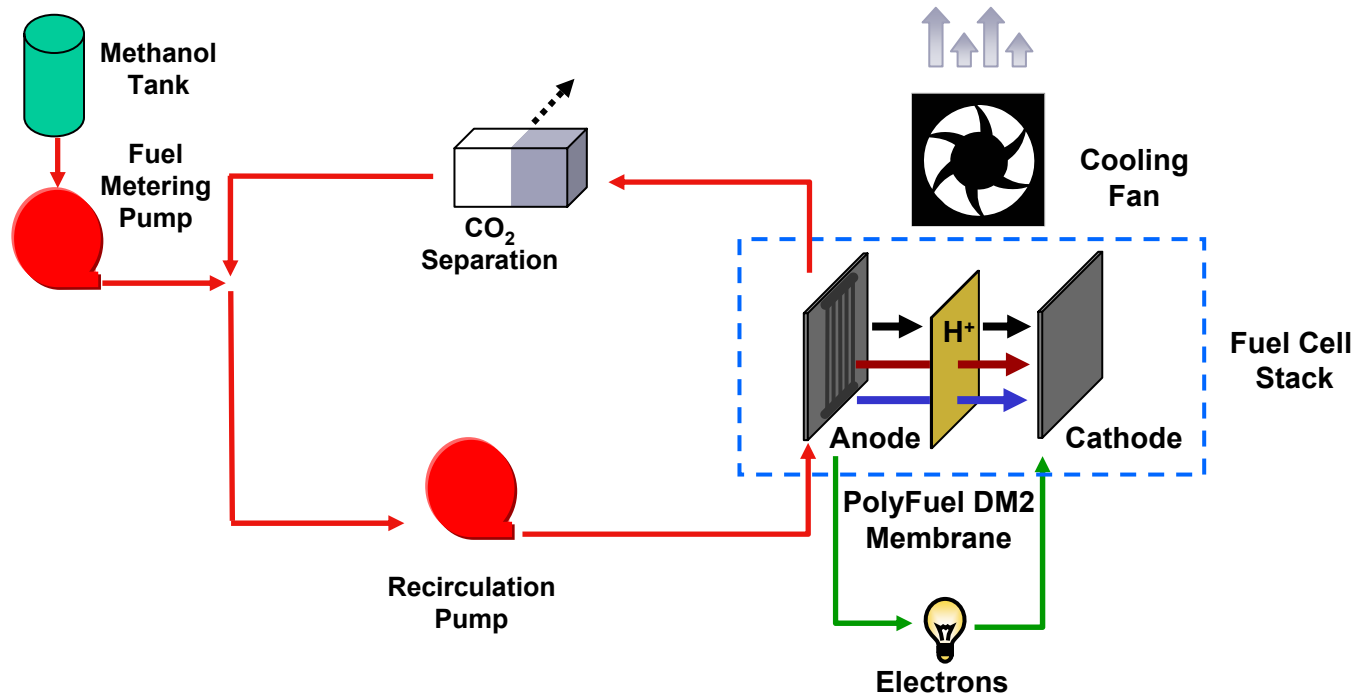 Methanol
Tank
Fuel
Metering
Pump
CO₂
Separation
Cooling
Fan
H⁺
Fuel Cell
Stack
Anode
Cathode
PolyFuel DM2
Membrane
Recirculation
Pump
Electrons